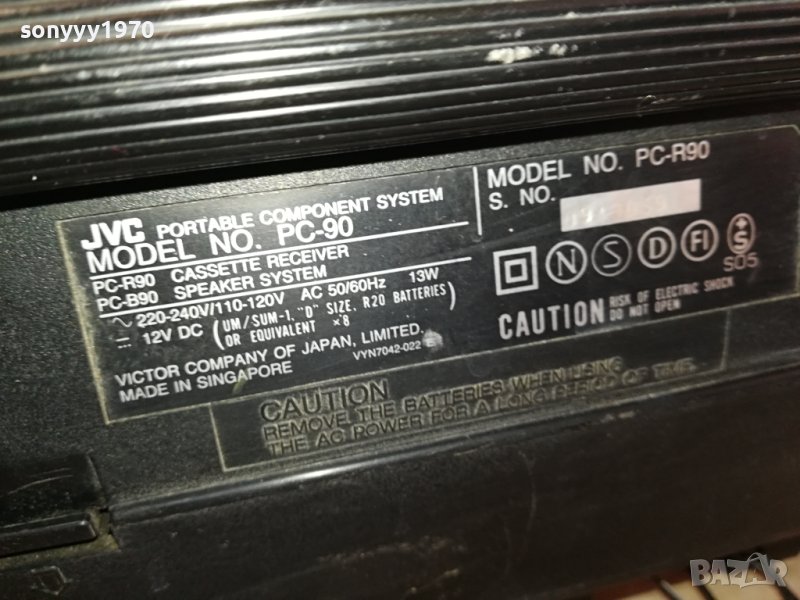 sonyyy1970
JVC PORTABLE COMPONENT SYSTEM
MODEL NO. PC-90
PC-R90 CASSETTE RECEIVER
PC-B90 SPEAKER SYSTEM
~ 220-240V/110-120V AC 50/60Hz 13W
⎓ 12V DC (UM/SUM-1, "D" SIZE, R20 BATTERIES)
(OR EQUIVALENT ×8)
VICTOR COMPANY OF JAPAN, LIMITED.
MADE IN SINGAPORE
VYN7042-022 E
MODEL NO. PC-R90
S. NO.
N S D FI S
S05
CAUTION RISK OF ELECTRIC SHOCK
DO NOT OPEN
CAUTION
REMOVE THE BATTERIES WHEN USING
THE AC POWER FOR A LONG PERIOD OF TIME.
BAZAR